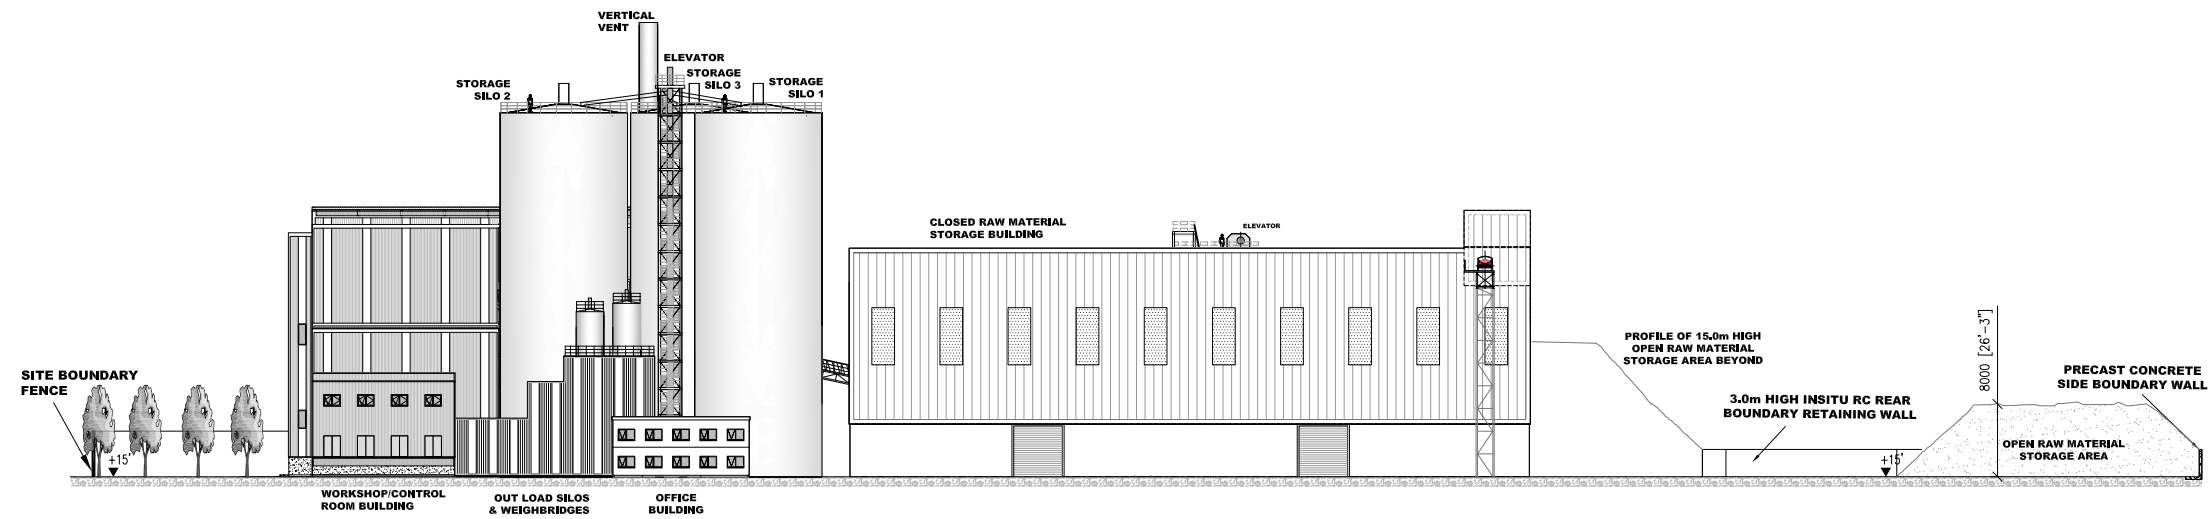 VERTICAL
VENT
ELEVATOR
STORAGE
SILO 2
STORAGE
SILO 3
STORAGE
SILO 1
CLOSED RAW MATERIAL
STORAGE BUILDING
ELEVATOR
PROFILE OF 15.0m HIGH
OPEN RAW MATERIAL
STORAGE AREA BEYOND
8000 [26'-3"]
SITE BOUNDARY
FENCE
PRECAST CONCRETE
SIDE BOUNDARY WALL
3.0m HIGH INSITU RC REAR
BOUNDARY RETAINING WALL
OPEN RAW MATERIAL
STORAGE AREA
+15'
+15'
WORKSHOP/CONTROL
ROOM BUILDING
OUT LOAD SILOS
& WEIGHBRIDGES
OFFICE
BUILDING